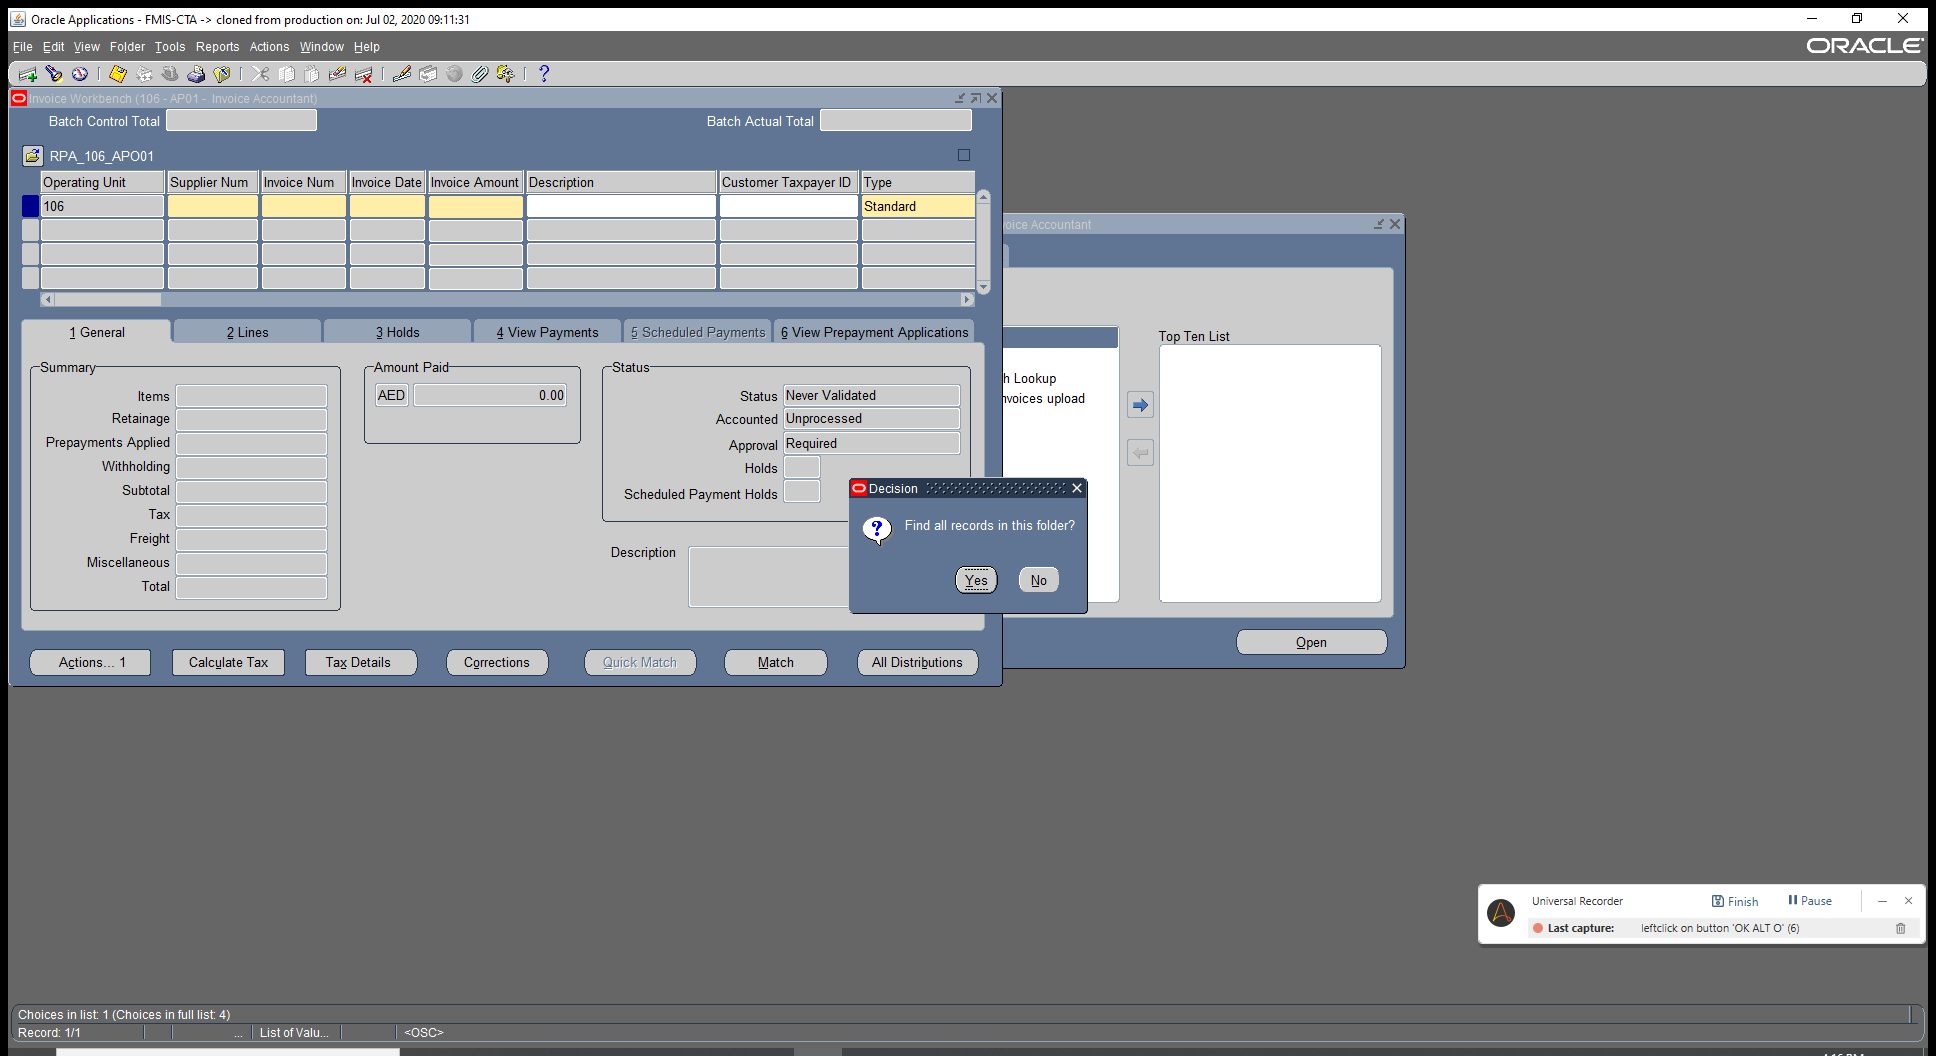 Oracle Applications - FMIS-CTA -> cloned from production on: Jul 02, 2020 09:11:31
File Edit View Folder Tools Reports Actions Window Help
ORACLE
Invoice Workbench (106 - AP01 - Invoice Accountant)
Batch Control Total
Batch Actual Total
RPA_106_APO01
Operating Unit Supplier Num Invoice Num Invoice Date Invoice Amount Description Customer Taxpayer ID Type
106 Standard
oice Accountant
1 General 2 Lines 3 Holds 4 View Payments 5 Scheduled Payments 6 View Prepayment Applications
Summary
Items
Retainage
Prepayments Applied
Withholding
Subtotal
Tax
Freight
Miscellaneous
Total
Amount Paid
AED 0.00
Status
Status Never Validated
Accounted Unprocessed
Approval Required
Holds
Scheduled Payment Holds
Description
h Lookup
nvoices upload
Top Ten List
Decision
?
Find all records in this folder?
Yes No
Actions... 1 Calculate Tax Tax Details Corrections Quick Match Match All Distributions
Open
Universal Recorder Finish Pause
Last capture: leftclick on button 'OK ALT O' (6)
Choices in list: 1 (Choices in full list: 4)
Record: 1/1 ... List of Valu... <OSC>